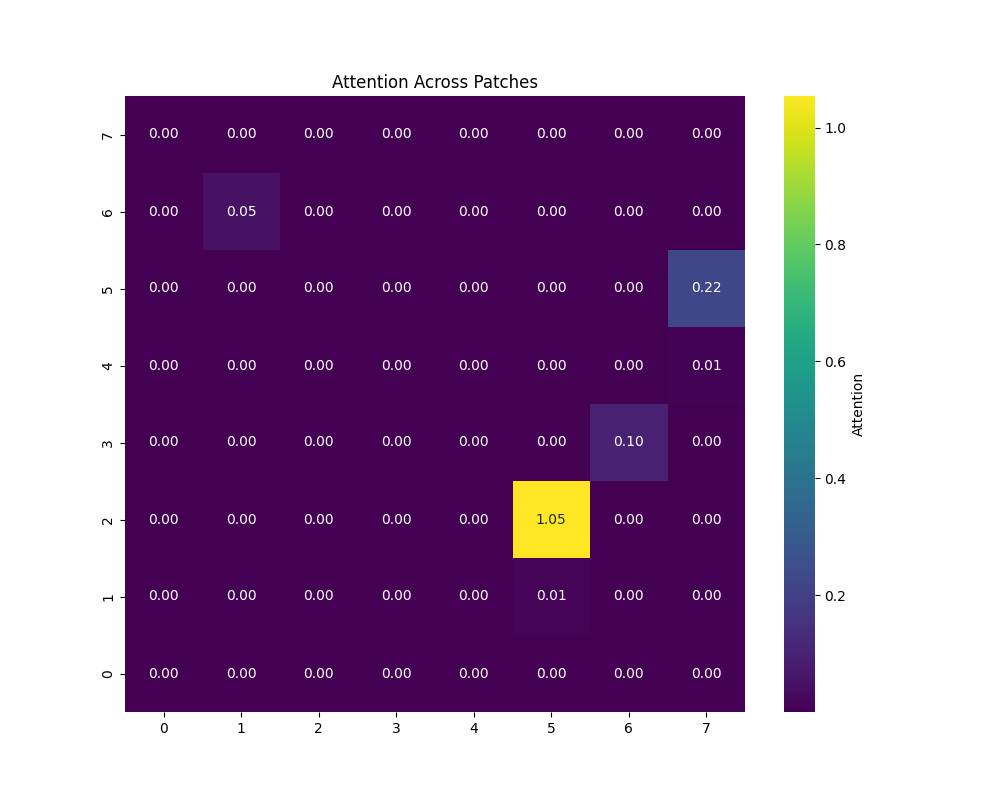 Attention Across Patches
7 0.00 0.00 0.00 0.00 0.00 0.00 0.00 0.00
6 0.00 0.05 0.00 0.00 0.00 0.00 0.00 0.00
5 0.00 0.00 0.00 0.00 0.00 0.00 0.00 0.22
4 0.00 0.00 0.00 0.00 0.00 0.00 0.00 0.01
3 0.00 0.00 0.00 0.00 0.00 0.00 0.10 0.00
2 0.00 0.00 0.00 0.00 0.00 1.05 0.00 0.00
1 0.00 0.00 0.00 0.00 0.00 0.01 0.00 0.00
0 0.00 0.00 0.00 0.00 0.00 0.00 0.00 0.00
0 1 2 3 4 5 6 7
1.0
0.8
0.6
0.4
0.2
Attention